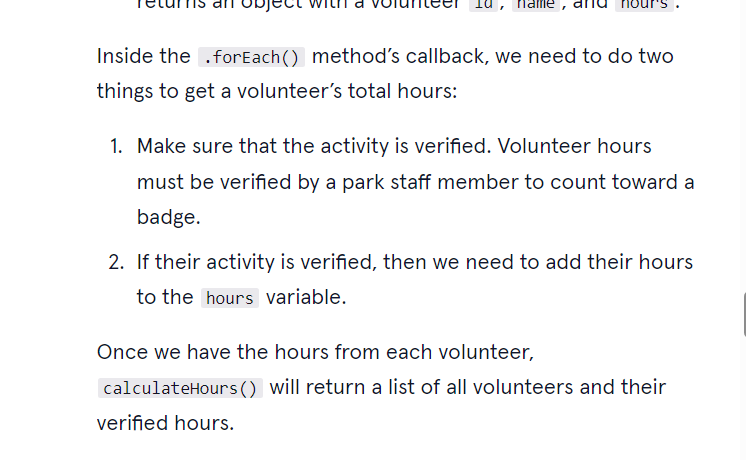 returns an object with a volunteer id, name, and hours.
Inside the .forEach() method’s callback, we need to do two
things to get a volunteer’s total hours:
1. Make sure that the activity is verified. Volunteer hours
must be verified by a park staff member to count toward a
badge.
2. If their activity is verified, then we need to add their hours
to the hours variable.
Once we have the hours from each volunteer,
calculateHours() will return a list of all volunteers and their
verified hours.